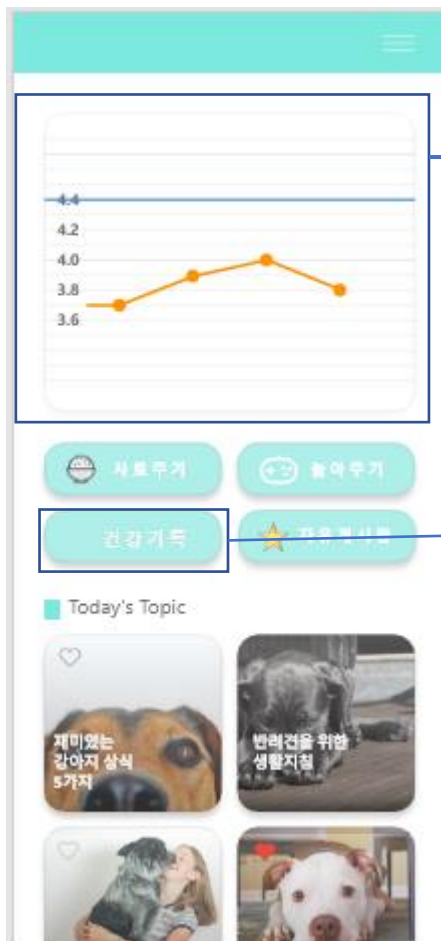 4.4
4.2
4.0
3.8
3.6
사료주기
놀아주기
건강기록
자유게시판
Today's Topic
재미있는
강아지 상식
5가지
반려견을 위한
생활지침